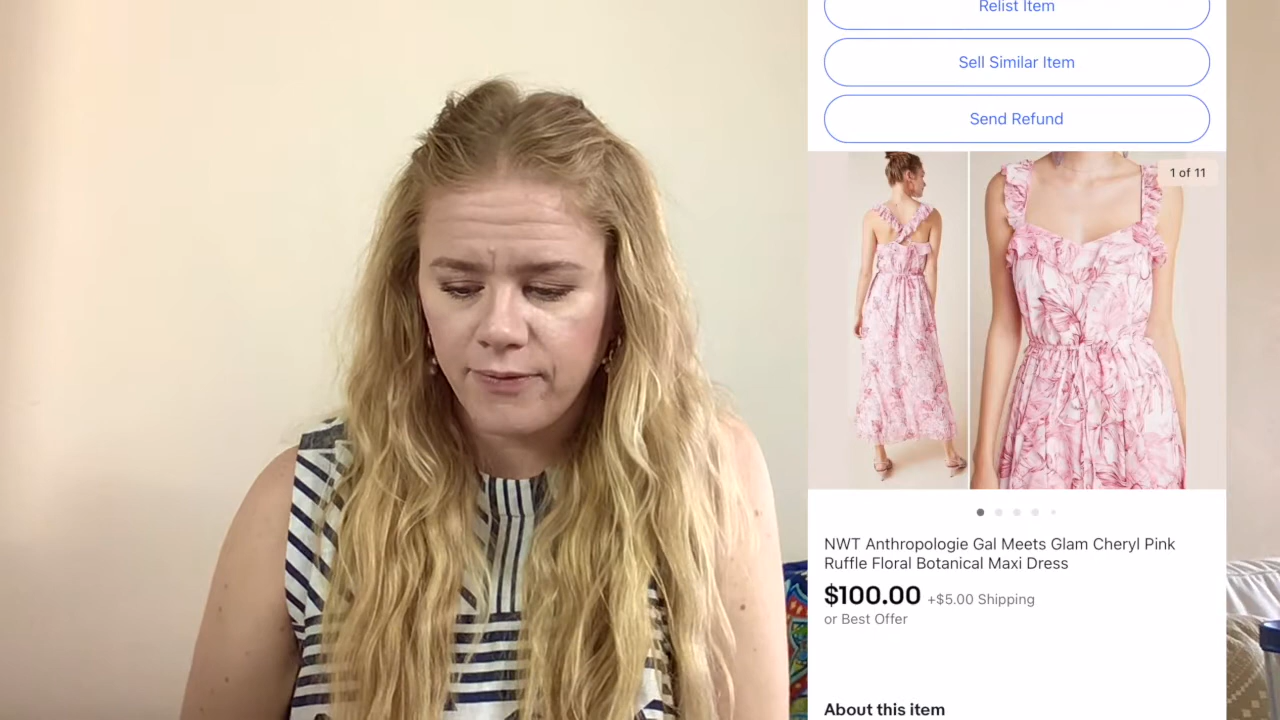 Relist Item
Sell Similar Item
Send Refund
1 of 11
NWT Anthropologie Gal Meets Glam Cheryl Pink
Ruffle Floral Botanical Maxi Dress
$100.00 +$5.00 Shipping
or Best Offer
About this item